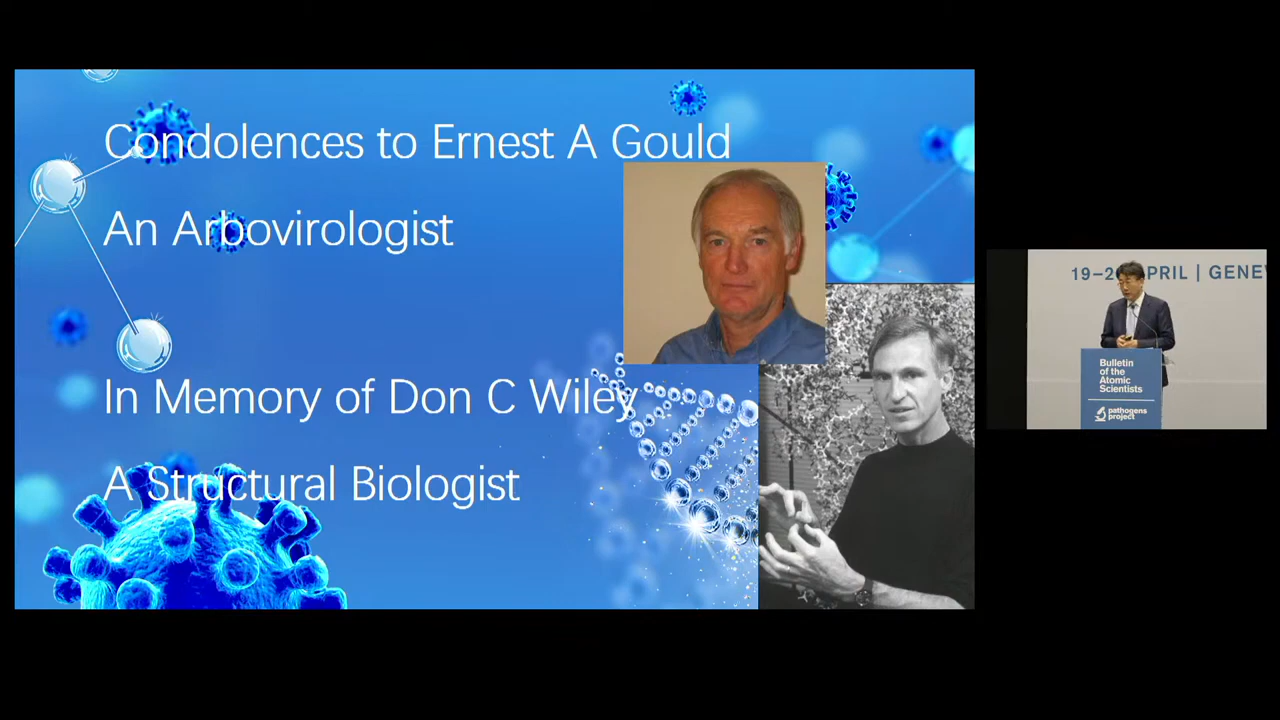 Condolences to Ernest A Gould
An Arbovirologist
In Memory of Don C Wiley
A Structural Biologist
19-2 PRIL | GENEV
Bulletin
of the
Atomic
Scientists
pathogens
project